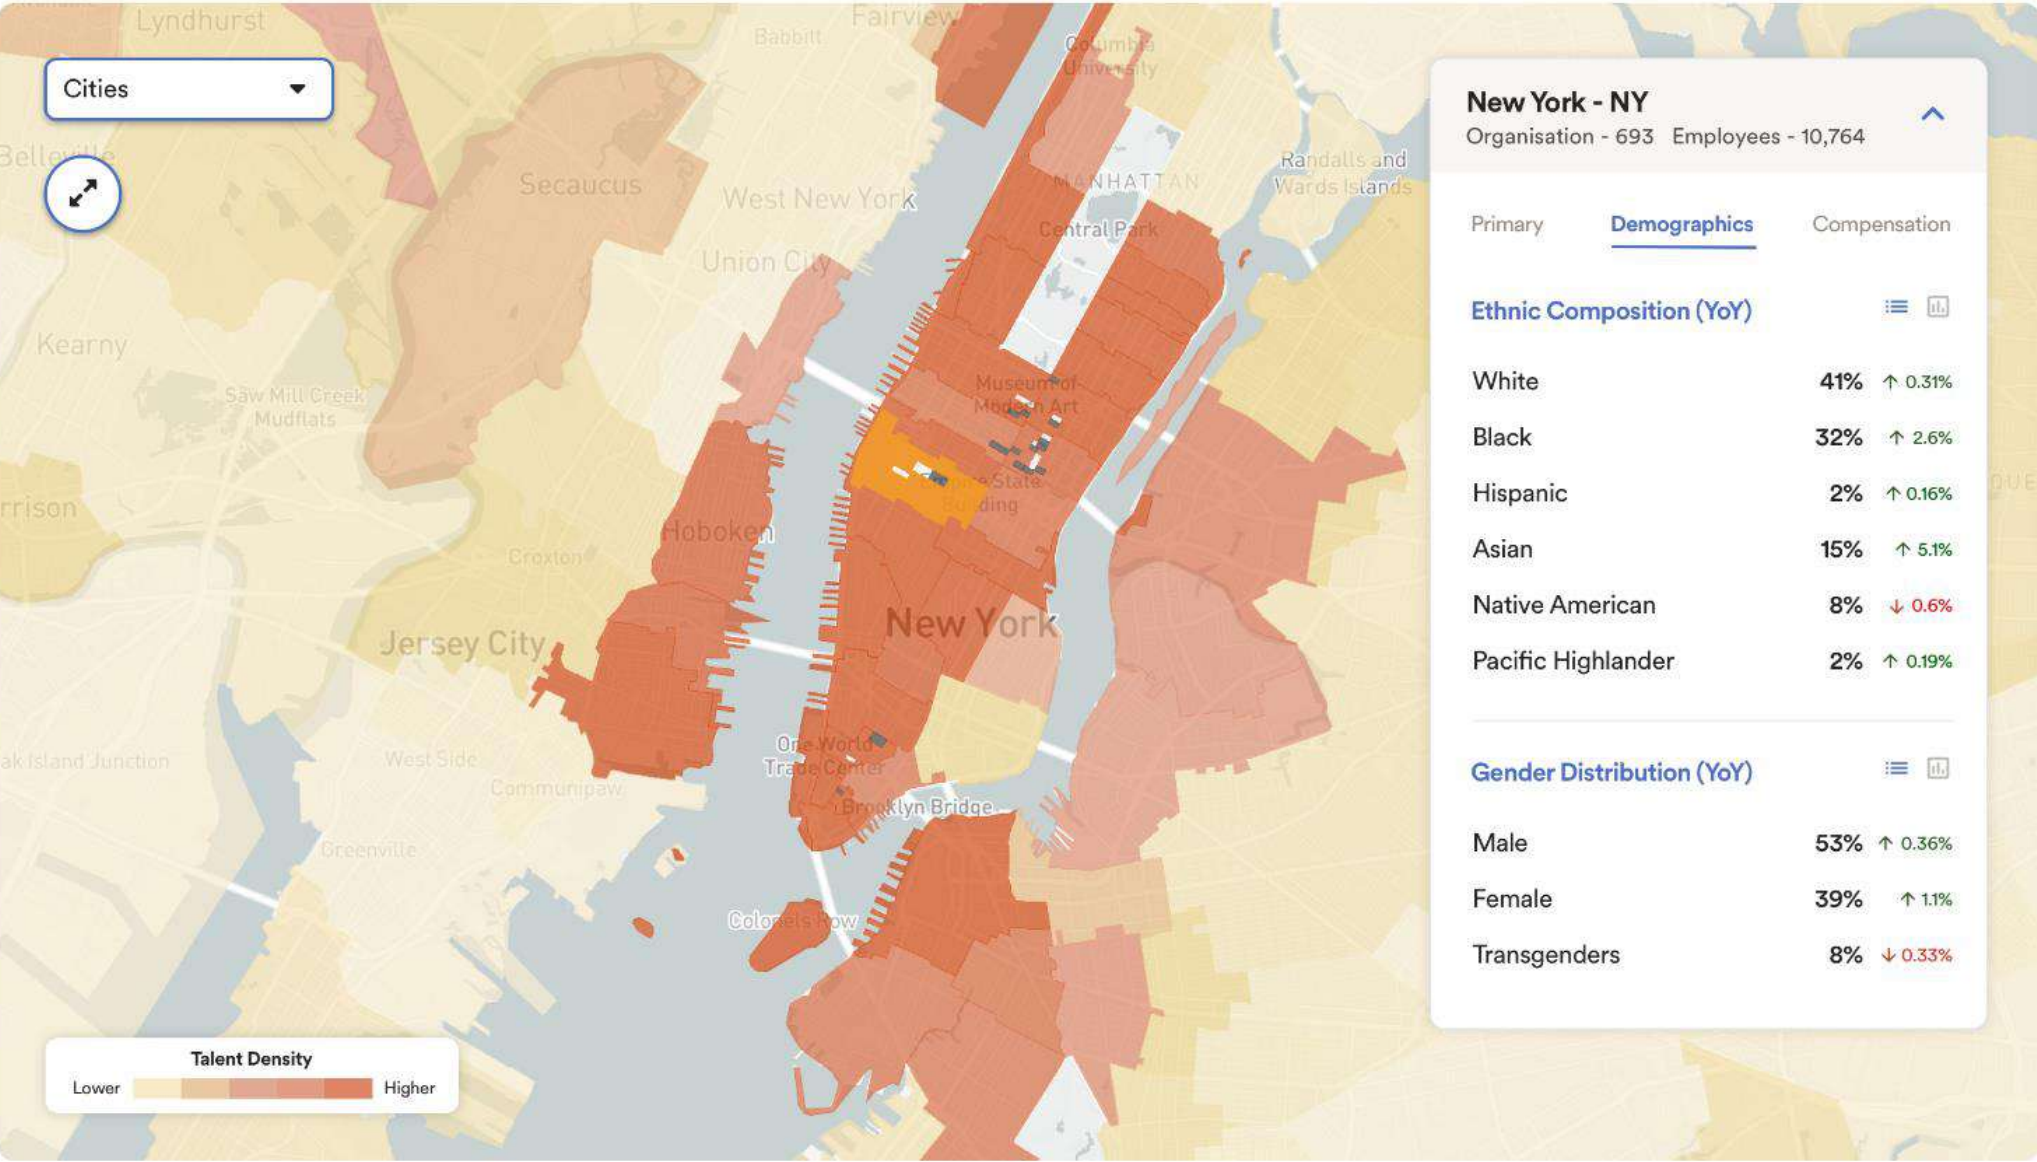 Lyndhurst
Fairview
Babbitt
Columbia
University
Cities
Belleville
Secaucus
West New York
MANHATTAN
Randalls and
Wards Islands
Central Park
Union City
Kearny
Saw Mill Creek
Mudflats
Museum of
Modern Art
rrison
Hoboken
Croxton
Empire State
Building
New York
Jersey City
One World
Trade Center
ak Island Junction
West Side
Communipaw
Brooklyn Bridge
Greenville
Colonels Row
Talent Density
Lower
Higher
New York - NY
Organisation - 693 Employees - 10,764
Primary Demographics Compensation
Ethnic Composition (YoY)
White 41% ↑ 0.31%
Black 32% ↑ 2.6%
Hispanic 2% ↑ 0.16%
Asian 15% ↑ 5.1%
Native American 8% ↓ 0.6%
Pacific Highlander 2% ↑ 0.19%
Gender Distribution (YoY)
Male 53% ↑ 0.36%
Female 39% ↑ 1.1%
Transgenders 8% ↓ 0.33%